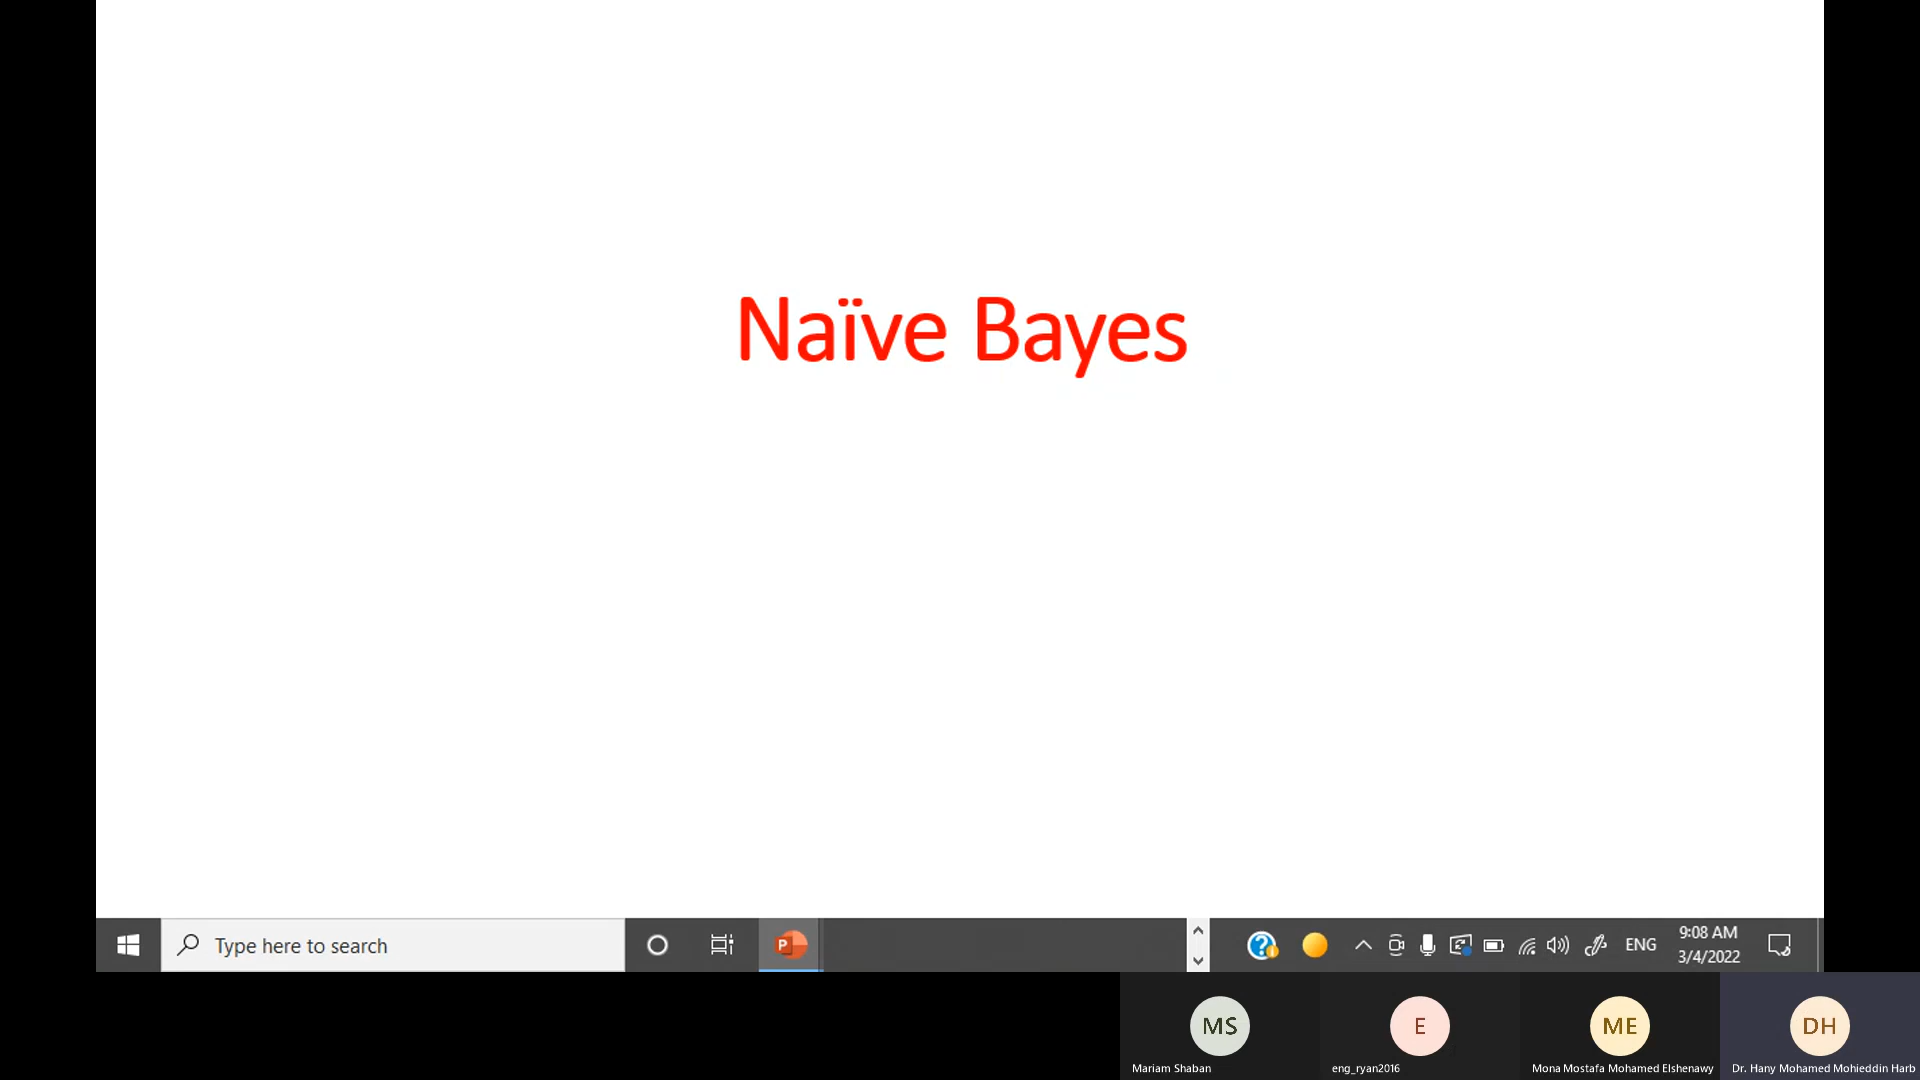 Naïve Bayes
Type here to search
P
ENG
9:08 AM
3/4/2022
MS
E
ME
DH
Mariam Shaban
eng_ryan2016
Mona Mostafa Mohamed Elshenawy
Dr. Hany Mohamed Mohieddin Harb